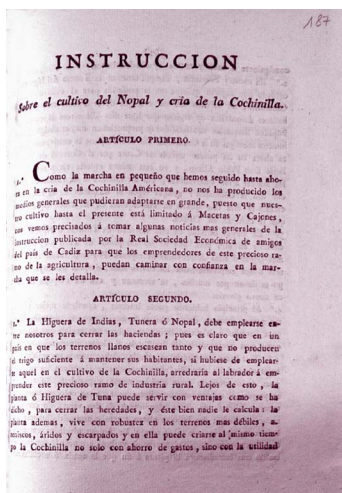 187
INSTRUCCION
Sobre el cultivo del Nopal y cria de la Cochinilla.
ARTÍCULO PRIMERO.
1.º Como la marcha en pequeño que hemos seguido hasta aho-
ra en la cria de la Cochinilla Américana, no nos ha producido los
medios generales que pudieran adaptarse en grande, puesto que nues-
tro cultivo hasta el presente está limitado á Macetas y Cajones,
nos vemos precisados á tomar algunas noticias mas generales de la
instruccion publicada por la Real Sociedad Económica de amigos
del pais de Cadiz para que los emprendedores de este precioso ra-
mo de la agricultura, puedan caminar con confianza en la mar-
cha que se les detalla.
ARTÍCULO SEGUNDO.
2.º La Higuera de Indias, Tunera ó Nopal, debe emplearse en-
tre nosotros para cerrar las haciendas; pues es claro que en un
pais en que los terrenos llanos escasean tanto y que no producen
el trigo suficiente á mantener sus habitantes, si hubiese de emplear-
se aquel en el cultivo de la Cochinilla, arredraria al labrador á em-
prender este precioso ramo de industria rural. Lejos de esto, la
planta ó Higuera de Tuna puede servir con ventajas como se ha
dicho, para cerrar las heredades, y éste bien nadie le calcula: la
planta ademas, vive con robustez en los terrenos mas débiles, a-
reniscos, áridos y escarpados y en ella puede criarse al mismo tiem-
po la Cochinilla no solo con ahorro de gastos, sino con la utilidad